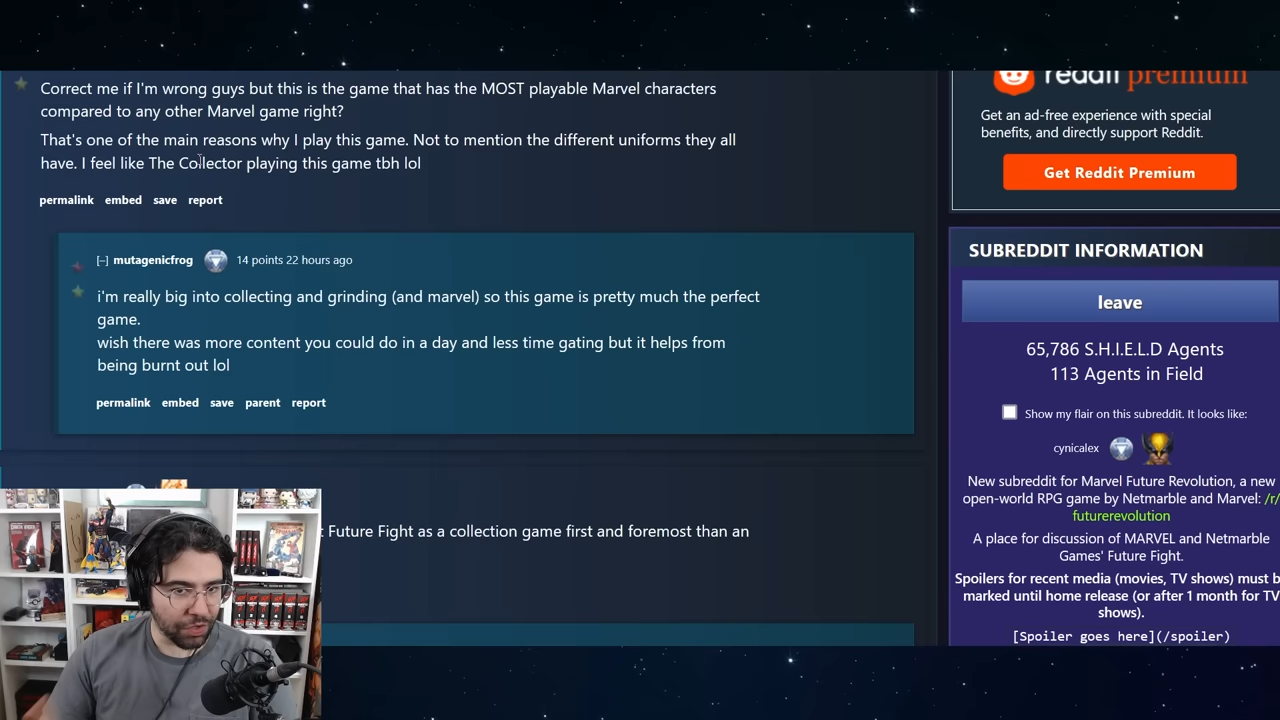 Correct me if I'm wrong guys but this is the game that has the MOST playable Marvel characters
compared to any other Marvel game right?
That's one of the main reasons why I play this game. Not to mention the different uniforms they all
have. I feel like The Collector playing this game tbh lol
permalink embed save report
[–] mutagenicfrog 14 points 22 hours ago
i'm really big into collecting and grinding (and marvel) so this game is pretty much the perfect
game.
wish there was more content you could do in a day and less time gating but it helps from
being burnt out lol
permalink embed save parent report
Future Fight as a collection game first and foremost than an
reddit premium
Get an ad-free experience with special
benefits, and directly support Reddit.
Get Reddit Premium
SUBREDDIT INFORMATION
leave
65,786 S.H.I.E.L.D Agents
113 Agents in Field
Show my flair on this subreddit. It looks like:
cynicalex
New subreddit for Marvel Future Revolution, a new
open-world RPG game by Netmarble and Marvel: /r/
futurerevolution
A place for discussion of MARVEL and Netmarble
Games' Future Fight.
Spoilers for recent media (movies, TV shows) must b
marked until home release (or after 1 month for TV
shows).
[Spoiler goes here](/spoiler)